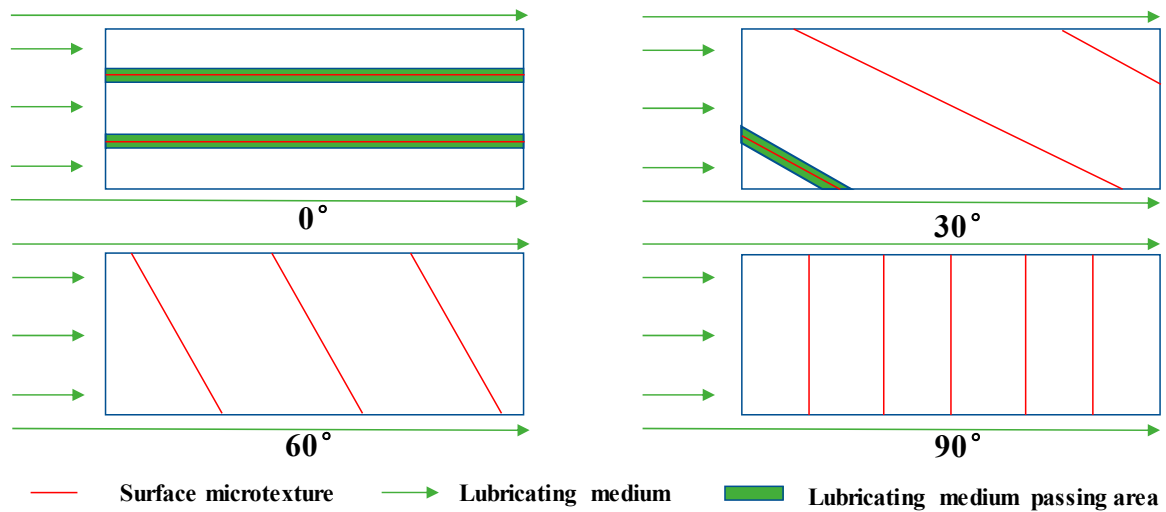 0°
30°
60°
90°
Surface microtexture
Lubricating medium
Lubricating medium passing area